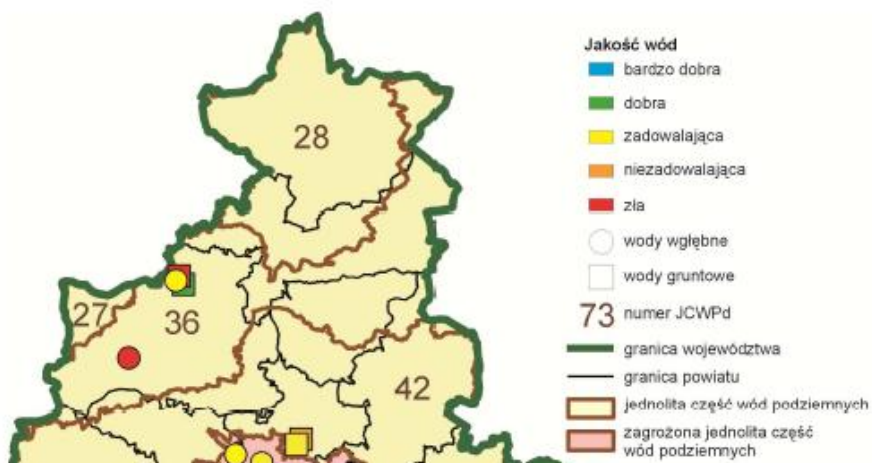 28
27
36
42
Jakość wód
bardzo dobra
dobra
zadowalająca
niezadowalająca
zła
wody wgłębne
wody gruntowe
73 numer JCWPd
granica województwa
granica powiatu
jednolita część wód podziemnych
zagrożona jednolita część
wód podziemnych